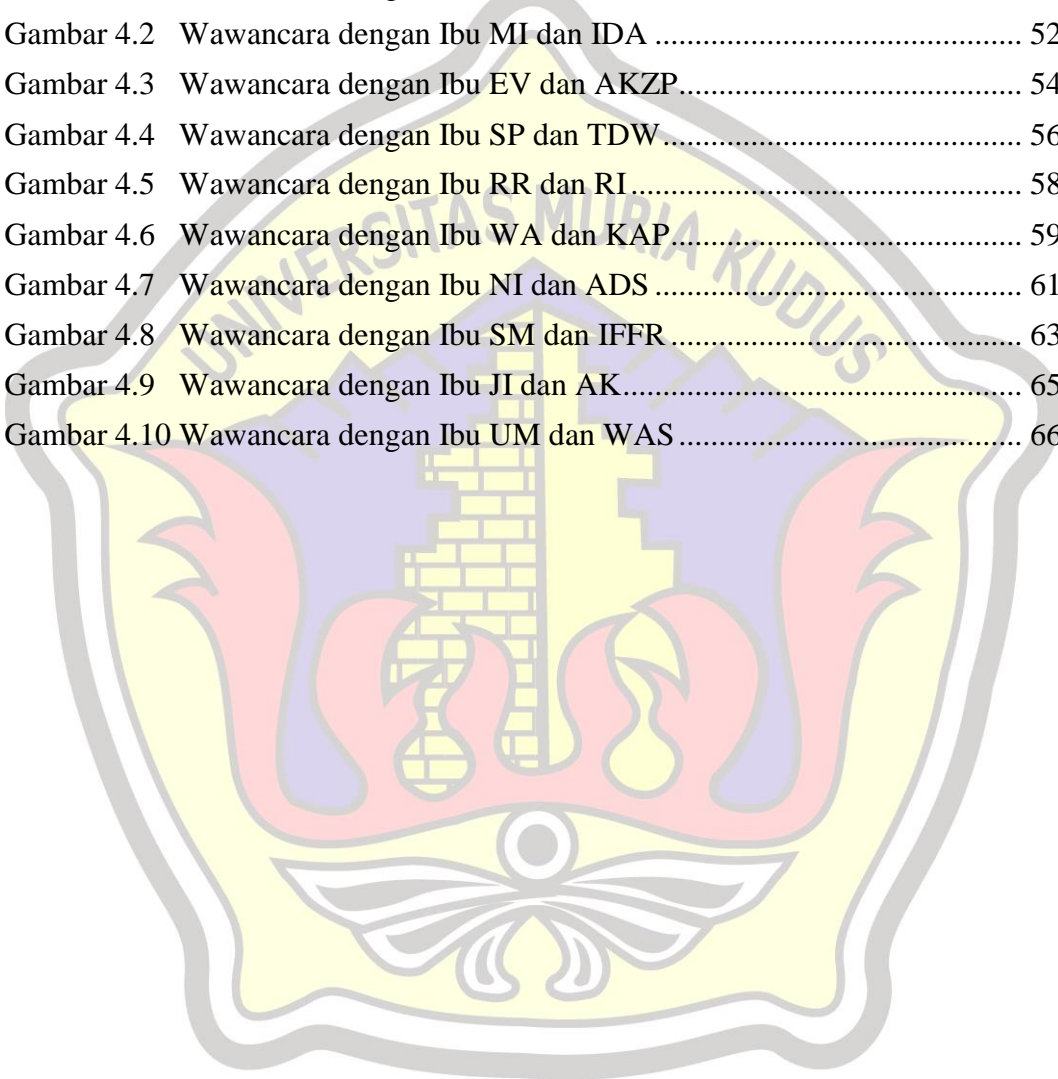 Gambar 4.2 Wawancara dengan Ibu MI dan IDA ........................................ 52
Gambar 4.3 Wawancara dengan Ibu EV dan AKZP..................................... 54
Gambar 4.4 Wawancara dengan Ibu SP dan TDW ....................................... 56
Gambar 4.5 Wawancara dengan Ibu RR dan RI ........................................... 58
Gambar 4.6 Wawancara dengan Ibu WA dan KAP...................................... 59
Gambar 4.7 Wawancara dengan Ibu NI dan ADS ........................................ 61
Gambar 4.8 Wawancara dengan Ibu SM dan IFFR ...................................... 63
Gambar 4.9 Wawancara dengan Ibu JI dan AK............................................ 65
Gambar 4.10 Wawancara dengan Ibu UM dan WAS ..................................... 66
UNIVERSITAS MURIA KUDUS